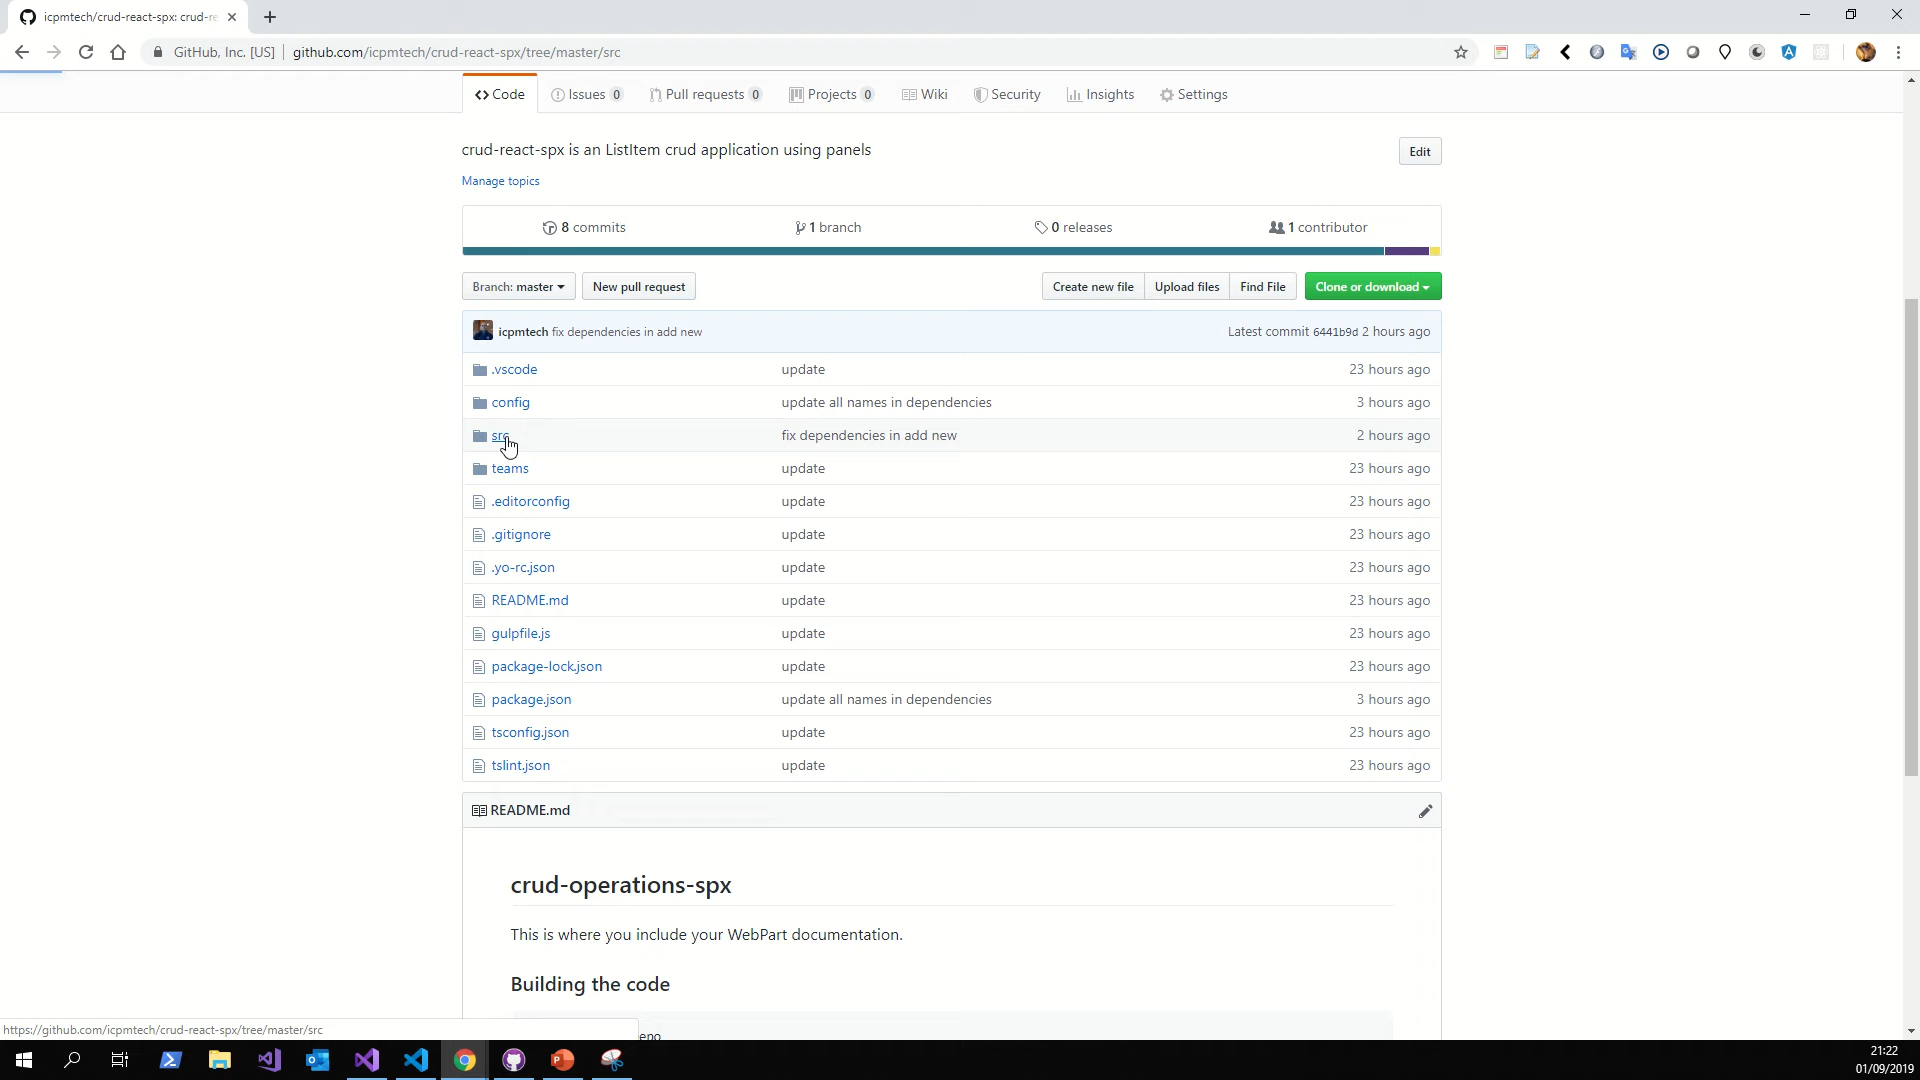 icpmtech/crud-react-spx: crud-re
GitHub, Inc. [US] github.com/icpmtech/crud-react-spx/tree/master/src
Code Issues 0 Pull requests 0 Projects 0 Wiki Security Insights Settings
crud-react-spx is an ListItem crud application using panels
Edit
Manage topics
8 commits 1 branch 0 releases 1 contributor
Branch: master New pull request Create new file Upload files Find File Clone or download
icpmtech fix dependencies in add new Latest commit 6441b9d 2 hours ago
.vscode update 23 hours ago
config update all names in dependencies 3 hours ago
src fix dependencies in add new 2 hours ago
teams update 23 hours ago
.editorconfig update 23 hours ago
.gitignore update 23 hours ago
.yo-rc.json update 23 hours ago
README.md update 23 hours ago
gulpfile.js update 23 hours ago
package-lock.json update 23 hours ago
package.json update all names in dependencies 3 hours ago
tsconfig.json update 23 hours ago
tslint.json update 23 hours ago
README.md
crud-operations-spx
This is where you include your WebPart documentation.
Building the code
https://github.com/icpmtech/crud-react-spx/tree/master/src
21:22
01/09/2019